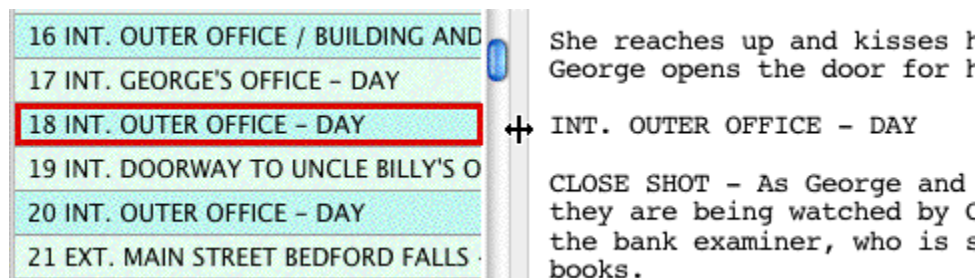 16 INT. OUTER OFFICE / BUILDING AND
17 INT. GEORGE'S OFFICE – DAY
18 INT. OUTER OFFICE – DAY
19 INT. DOORWAY TO UNCLE BILLY'S O
20 INT. OUTER OFFICE – DAY
21 EXT. MAIN STREET BEDFORD FALLS -
She reaches up and kisses h
George opens the door for h
INT. OUTER OFFICE – DAY
CLOSE SHOT – As George and
they are being watched by C
the bank examiner, who is s
books.